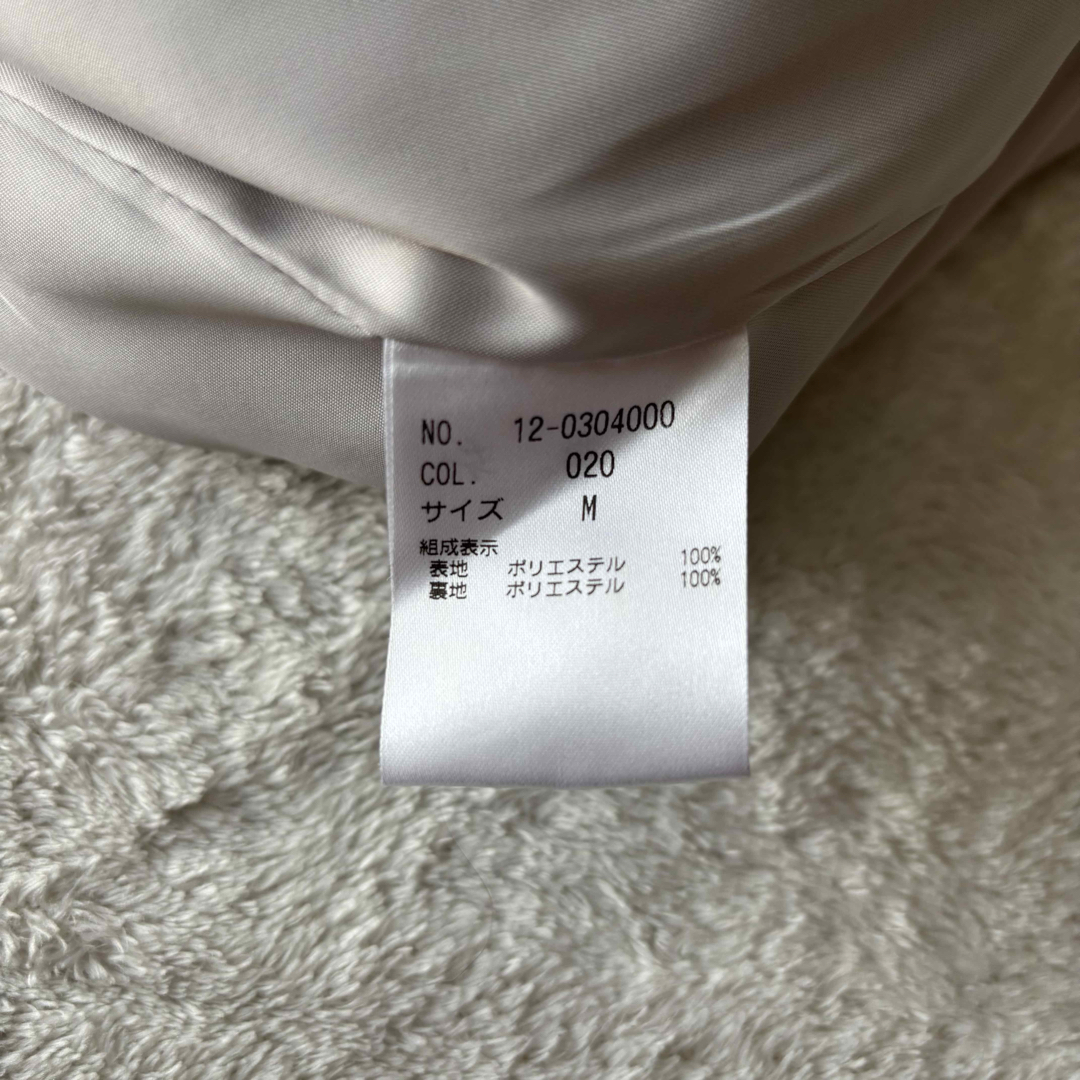 NO. 12-0304000
COL. 020
サイズ M
組成表示
表地 ポリエステル 100%
裏地 ポリエステル 100%